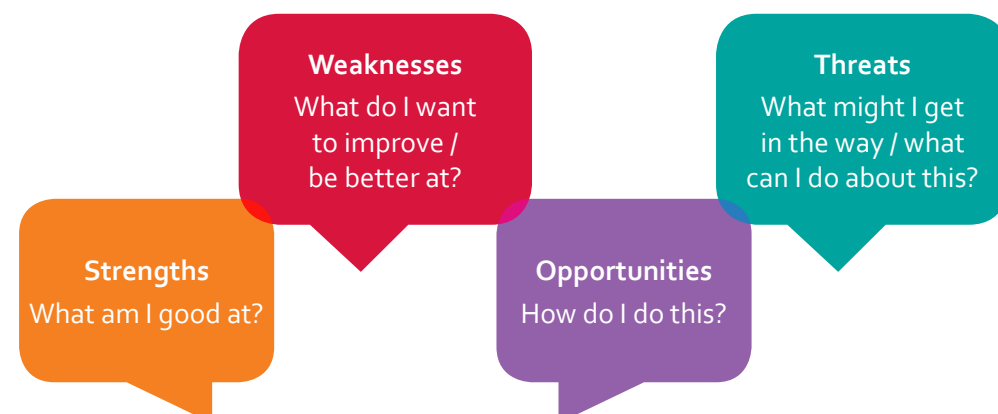 Strengths
What am I good at?
Weaknesses
What do I want
to improve /
be better at?
Opportunities
How do I do this?
Threats
What might I get
in the way / what
can I do about this?